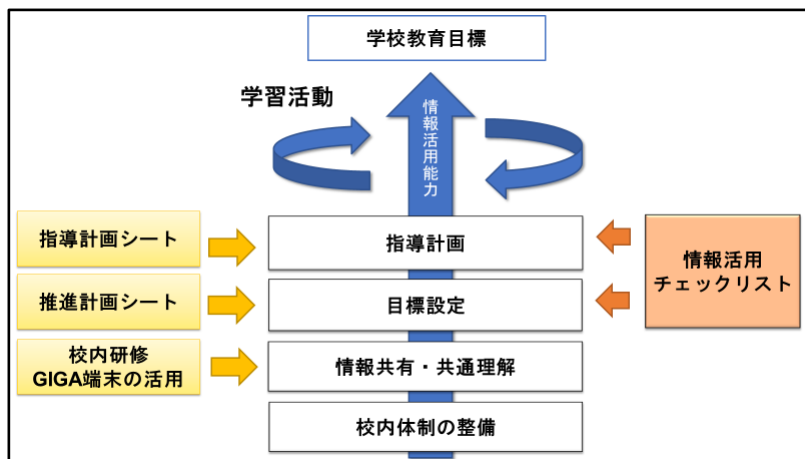 学校教育目標
学習活動
情報活用能力
指導計画シート
指導計画
情報活用
チェックリスト
推進計画シート
目標設定
校内研修
GIGA端末の活用
情報共有・共通理解
校内体制の整備